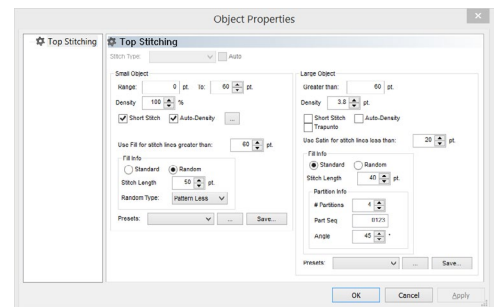 Object Properties
Top Stitching
Top Stitching
Stitch Type:
Auto
Small Object
Range: 0 pt. to: 60 pt.
Density 100 %
Short Stitch Auto-Density ...
Use Fill for stitch lines greater than: 60 pt.
Fill Info
Standard Random
Stitch Length 50 pt.
Random Type: Pattern Less
Presets: ... Save...
Large Object
Greater than: 60 pt.
Density 3.8 pt.
Short Stitch Auto-Density
Trapunto
Use Satin for stitch lines less than: 20 pt.
Fill Info
Standard Random
Stitch Length 40 pt.
Partition Info
# Partitions 4
Part Seq 0123
Angle 45 °
Presets: ... Save...
OK Cancel Apply